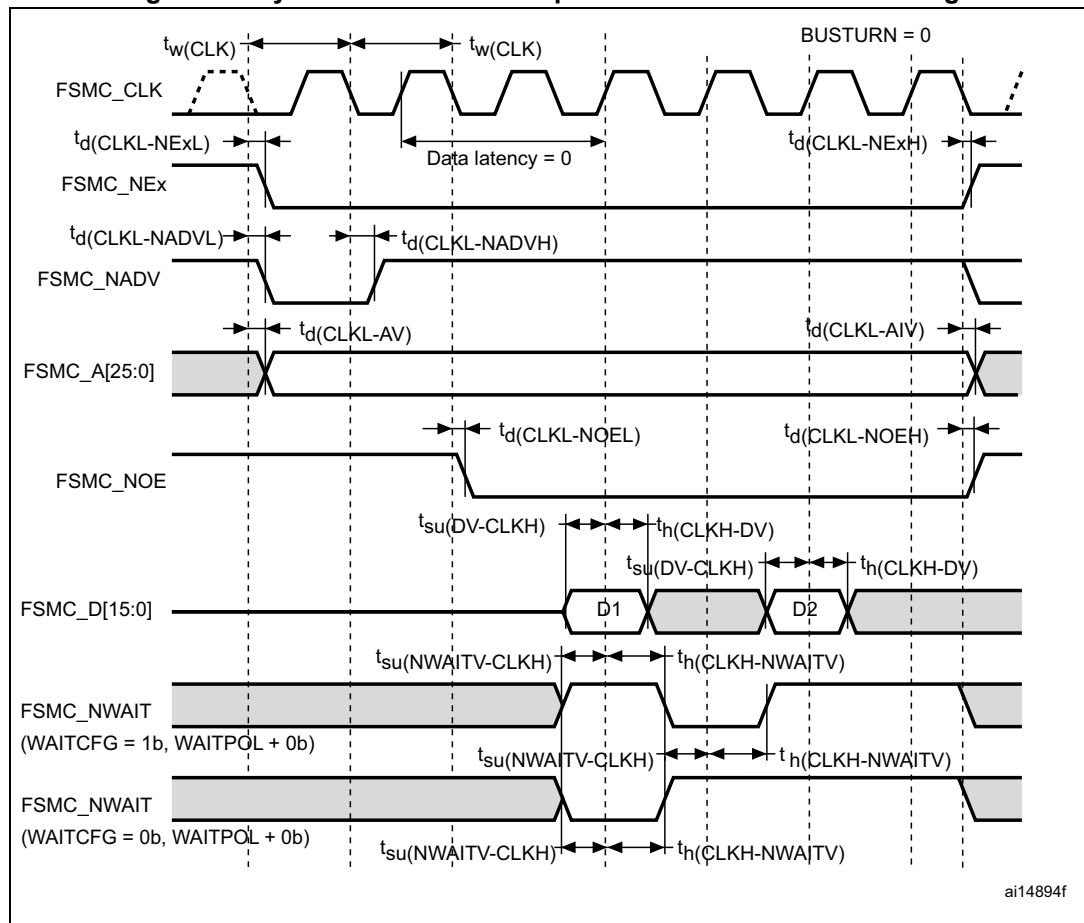 BUSTURN = 0
tw(CLK)
tw(CLK)
FSMC_CLK
td(CLKL-NExL)
Data latency = 0
td(CLKL-NExH)
FSMC_NEx
td(CLKL-NADVL)
td(CLKL-NADVH)
FSMC_NADV
td(CLKL-AV)
td(CLKL-AIV)
FSMC_A[25:0]
td(CLKL-NOEL)
td(CLKL-NOEH)
FSMC_NOE
tsu(DV-CLKH)
th(CLKH-DV)
tsu(DV-CLKH)
th(CLKH-DV)
FSMC_D[15:0]
D1
D2
tsu(NWAITV-CLKH)
th(CLKH-NWAITV)
FSMC_NWAIT
(WAITCFG = 1b, WAITPOL + 0b)
tsu(NWAITV-CLKH)
th(CLKH-NWAITV)
FSMC_NWAIT
(WAITCFG = 0b, WAITPOL + 0b)
tsu(NWAITV-CLKH)
th(CLKH-NWAITV)
ai14894f